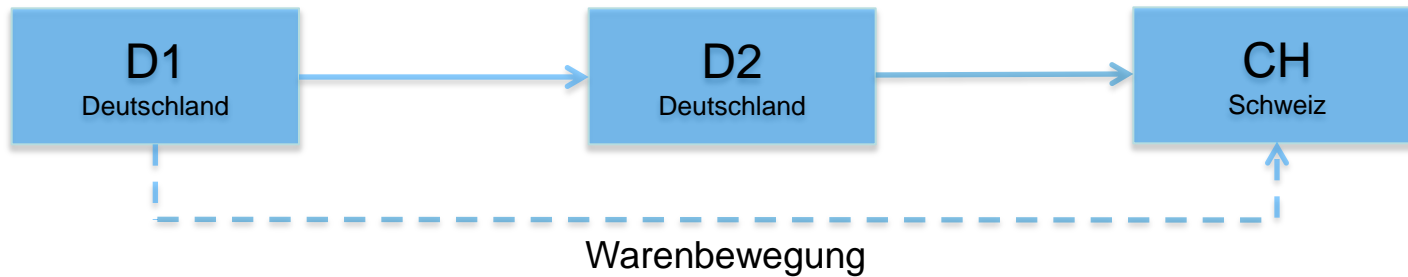 D1
Deutschland
D2
Deutschland
CH
Schweiz
Warenbewegung